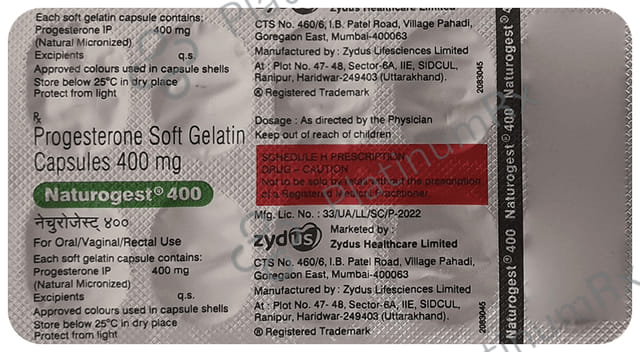 Each soft gelatin capsule contains:
Progesterone IP 400 mg
(Natural Micronized)
Excipients q.s.
Approved colours used in capsule shells
Store below 25°C in dry place
Protect from light
Rx
Progesterone Soft Gelatin
Capsules 400 mg
Naturogest® 400
नेचुरोजेस्ट् ४००
For Oral/Vaginal/Rectal Use
Each soft gelatin capsule contains:
Progesterone IP 400 mg
(Natural Micronized)
Excipients q.s.
Approved colours used in capsule shells
Store below 25°C in dry place
Protect from light
Zydus Healthcare Limited
CTS No. 460/6, I.B. Patel Road, Village Pahadi,
Goregaon East, Mumbai-400063
Manufactured by : Zydus Lifesciences Limited
At : Plot No. 47- 48, Sector-6A, IIE, SIDCUL,
Ranipur, Haridwar-249403 (Uttarakhand).
® Registered Trademark
2083045
Dosage : As directed by the Physician
Keep out of reach of children
SCHEDULE H PRESCRIPTION
DRUG – CAUTION
Not to be sold by retail without the prescription
of a Registered Medical Practitioner.
Mfg. Lic. No. : 33/UA/LL/SC/P-2022
zydus
Marketed by :
Zydus Healthcare Limited
CTS No. 460/6, I.B. Patel Road, Village Pahadi,
Goregaon East, Mumbai-400063
Manufactured by : Zydus Lifesciences Limited
At : Plot No. 47- 48, Sector-6A, IIE, SIDCUL,
Ranipur, Haridwar-249403 (Uttarakhand).
® Registered Trademark
2083045
Naturogest® 400 Naturogest® 400
PlatinumRx